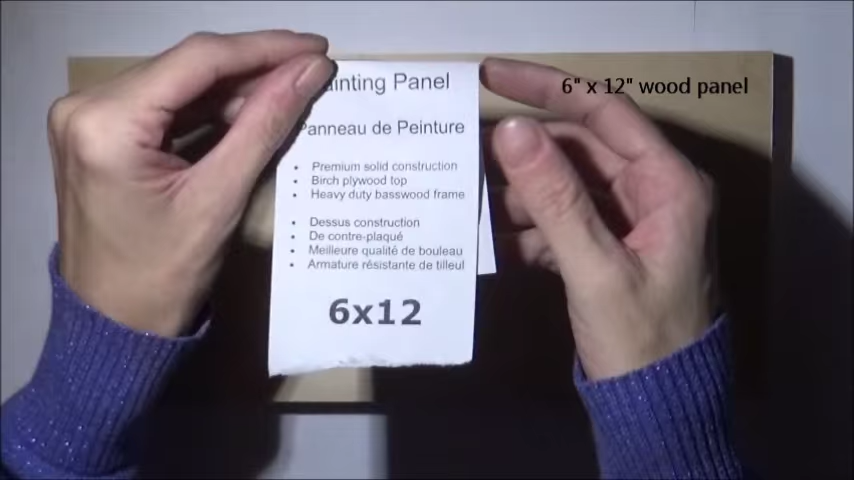 6" x 12" wood panel
ainting Panel
Panneau de Peinture
• Premium solid construction
• Birch plywood top
• Heavy duty basswood frame
• Dessus construction
• De contre-plaqué
• Meilleure qualité de bouleau
• Armature résistante de tilleul
6x12